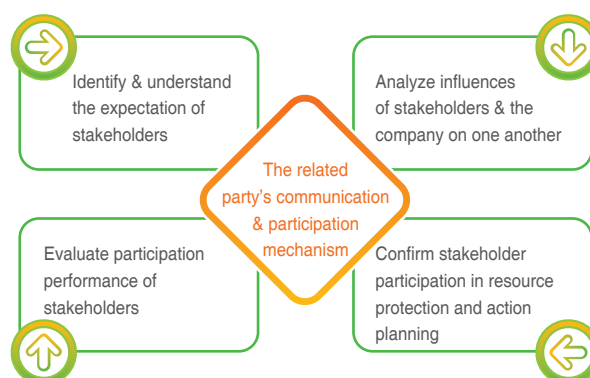 Identify & understand
the expectation of
stakeholders
Analyze influences
of stakeholders & the
company on one another
The related
party's communication
& participation
mechanism
Evaluate participation
performance of
stakeholders
Confirm stakeholder
participation in resource
protection and action
planning